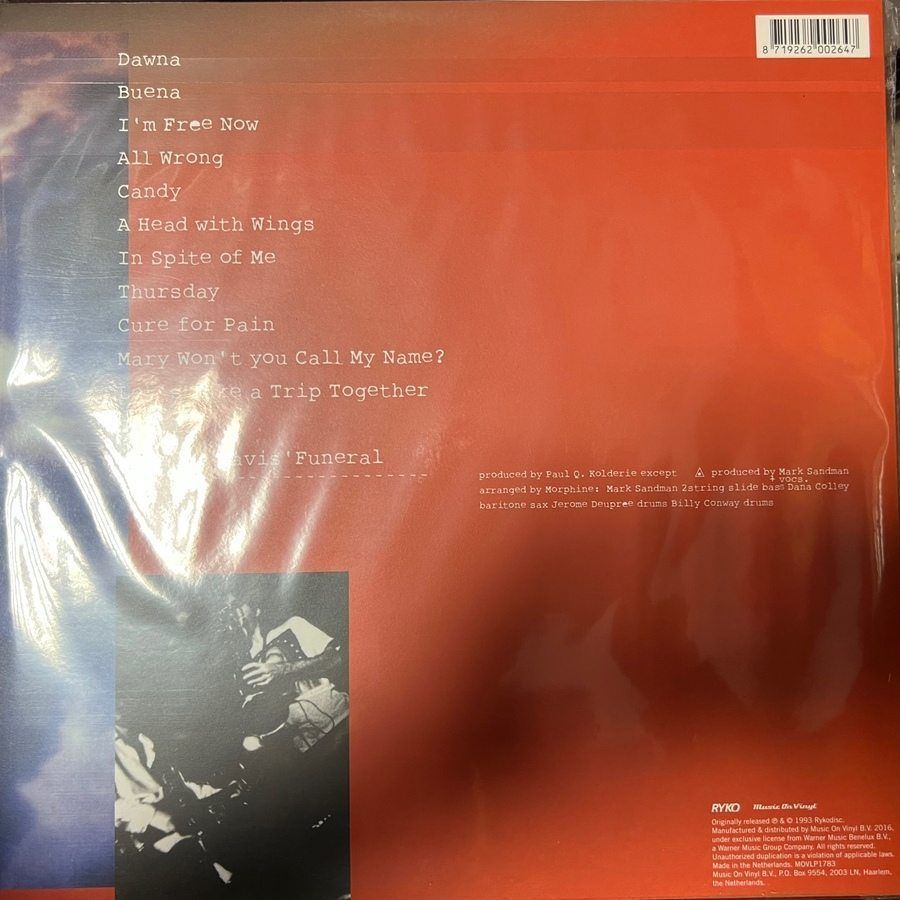 8 719262 002647
Dawna
Buena
I'm Free Now
All Wrong
Candy
A Head with Wings
In Spite of Me
Thursday
Cure for Pain
Mary Won't you Call My Name?
a Trip Together
Funeral
produced by Paul Q. Kolderie except produced by Mark Sandman
+ vocs.
arranged by Morphine: Mark Sandman 2string slide bass Dana Colley
baritone sax Jerome Deupree drums Billy Conway drums
RYKO Music On Vinyl
Originally released ℗ & © 1993 Rykodisc.
Manufactured & distributed by Music On Vinyl B.V. 2016,
under exclusive license from Warner Music Benelux B.V.,
a Warner Music Group Company. All rights reserved.
Unauthorized duplication is a violation of applicable laws.
Made in the Netherlands. MOVLP1783
Music On Vinyl B.V., P.O. Box 9554, 2003 LN, Haarlem,
the Netherlands.